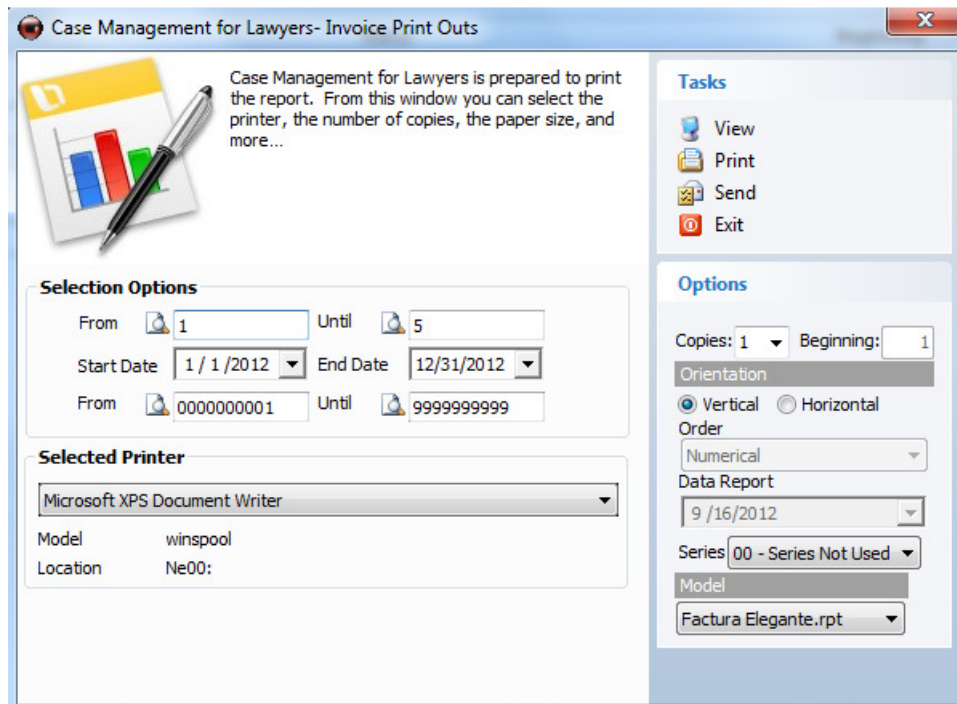 Case Management for Lawyers- Invoice Print Outs
Case Management for Lawyers is prepared to print
the report. From this window you can select the
printer, the number of copies, the paper size, and
more...
Selection Options
From 1 Until 5
Start Date 1 / 1 /2012 End Date 12/31/2012
From 0000000001 Until 9999999999
Selected Printer
Microsoft XPS Document Writer
Model winspool
Location Ne00:
Tasks
View
Print
Send
Exit
Options
Copies: 1 Beginning: 1
Orientation
Vertical Horizontal
Order
Numerical
Data Report
9 /16/2012
Series 00 - Series Not Used
Model
Factura Elegante.rpt